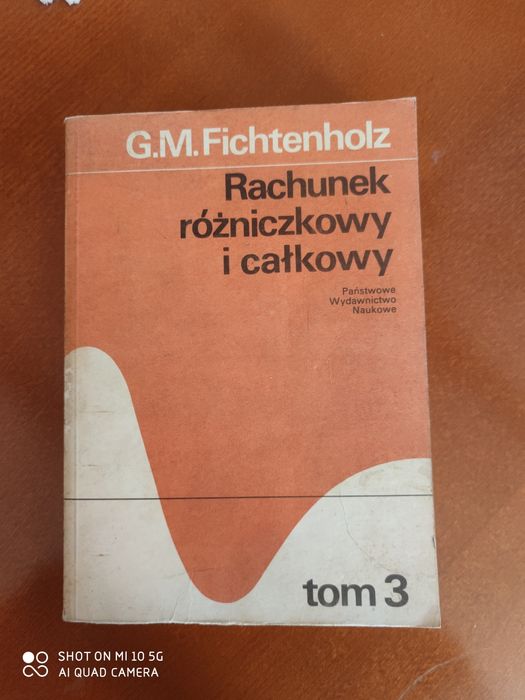 G.M.Fichtenholz
Rachunek
różniczkowy
i całkowy
Państwowe
Wydawnictwo
Naukowe
tom 3
SHOT ON MI 10 5G
AI QUAD CAMERA